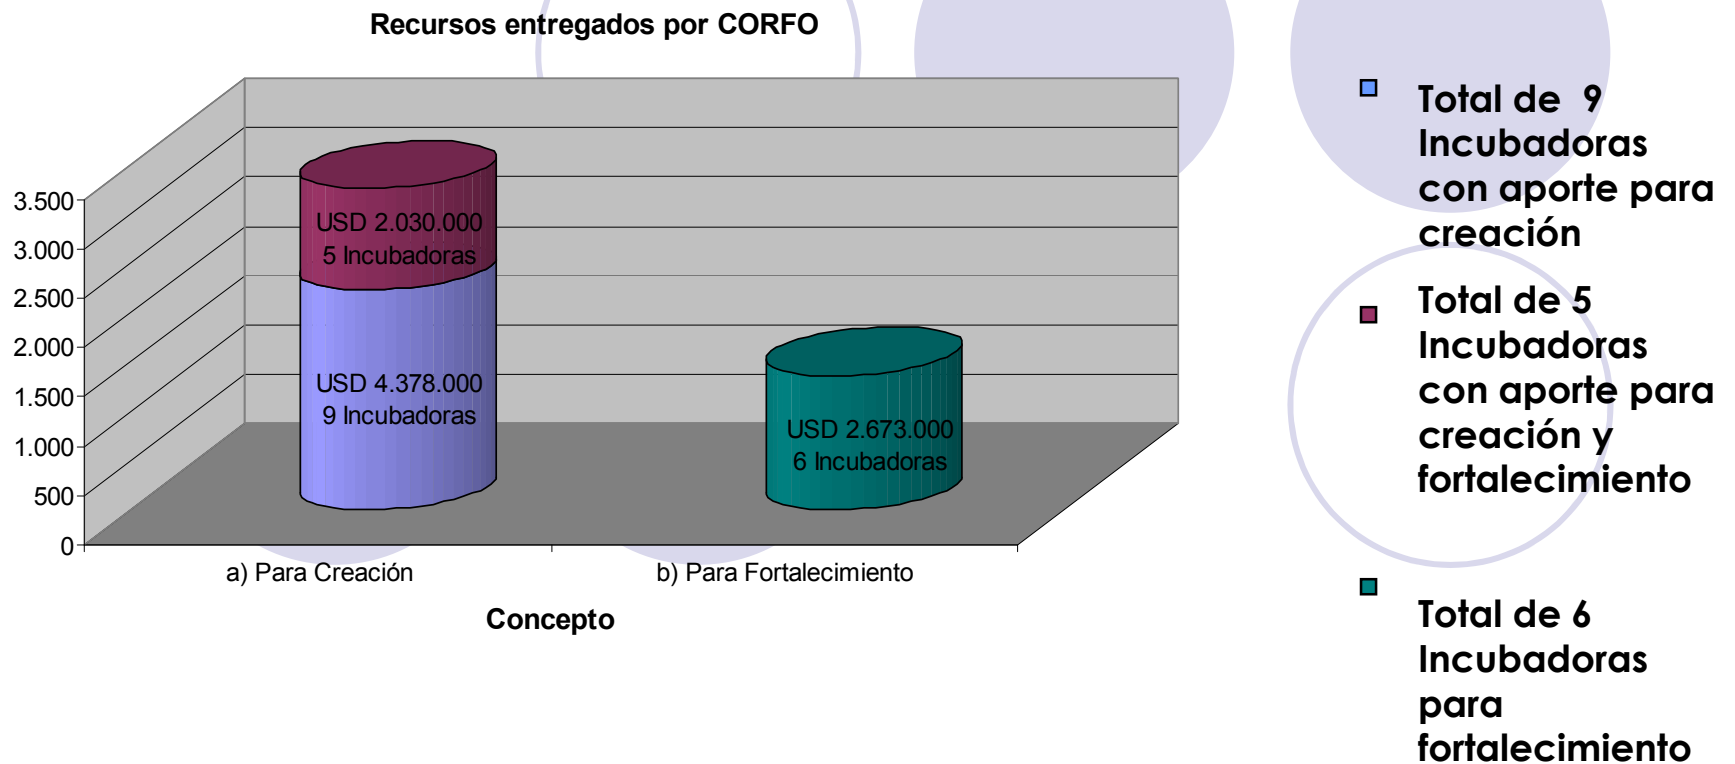 Recursos entregados por CORFO
3.500
3.000
2.500
2.000
1.500
1.000
500
0
USD 2.030.000
5 Incubadoras
USD 4.378.000
9 Incubadoras
USD 2.673.000
6 Incubadoras
a) Para Creación
b) Para Fortalecimiento
Concepto
Total de 9
Incubadoras
con aporte para
creación
Total de 5
Incubadoras
con aporte para
creación y
fortalecimiento
Total de 6
Incubadoras
para
fortalecimiento